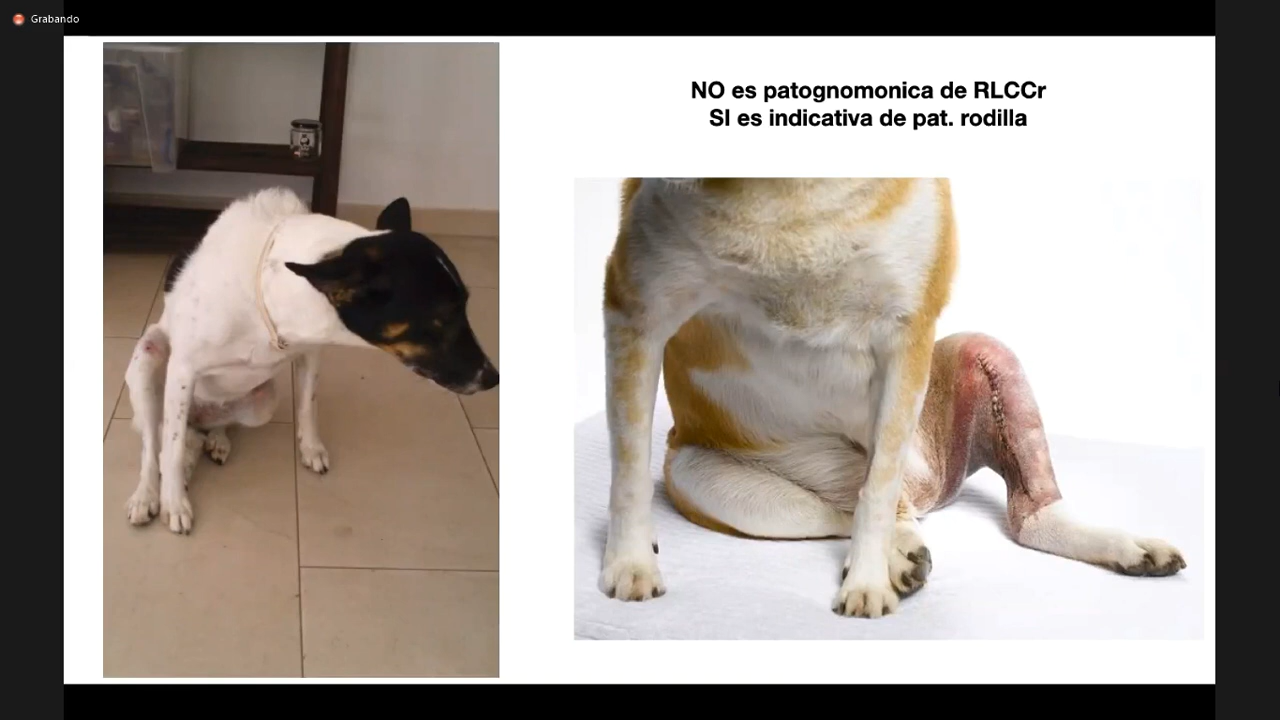 Grabando
NO es patognomonica de RLCCr
SI es indicativa de pat. rodilla